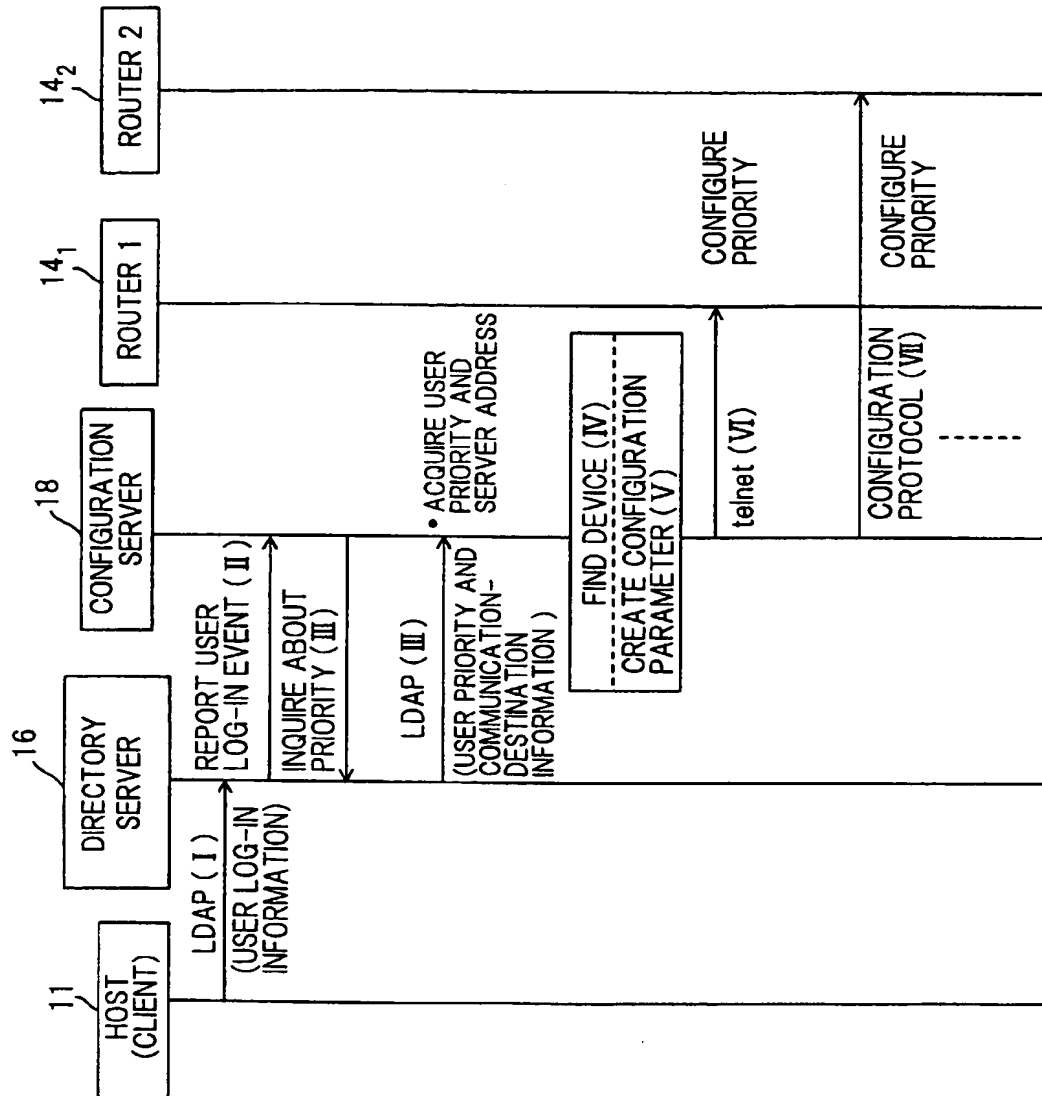 11
HOST
(CLIENT)
16
DIRECTORY
SERVER
18
CONFIGURATION
SERVER
14₁
ROUTER 1
14₂
ROUTER 2
LDAP (Ⅰ)
(USER LOG-IN
INFORMATION)
REPORT USER
LOG-IN EVENT (Ⅱ)
INQUIRE ABOUT
PRIORITY (Ⅲ)
LDAP (Ⅲ)
(USER PRIORITY AND
COMMUNICATION-
DESTINATION
INFORMATION )
• ACQUIRE USER
PRIORITY AND
SERVER ADDRESS
FIND DEVICE (Ⅳ)
CREATE CONFIGURATION
PARAMETER (Ⅴ)
telnet (Ⅵ)
CONFIGURE
PRIORITY
CONFIGURATION
PROTOCOL (Ⅶ)
CONFIGURE
PRIORITY